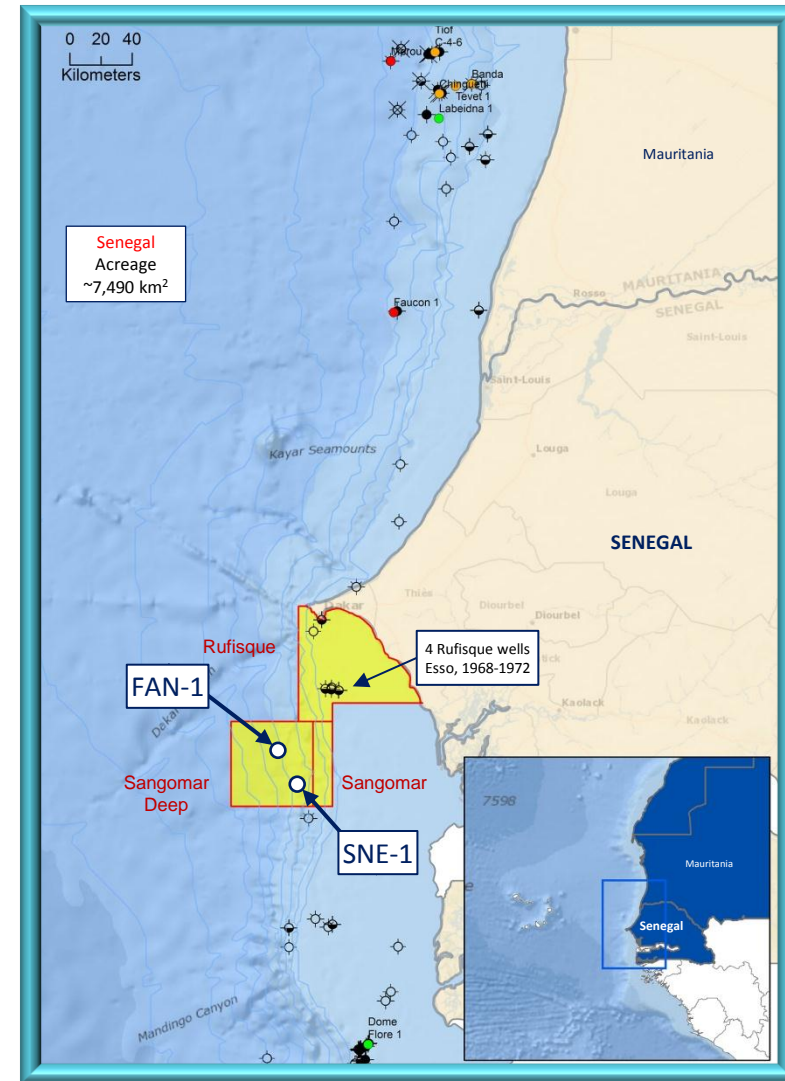 0 20 40
Kilometers
Tiof
C-4-6
Banda
Tevet 1
Labeidna 1
Mauritania
Senegal
Acreage
~7,490 km²
MAURITANIA
SENEGAL
Rosso
Faucon 1
Saint-Louis
Saint-Louis
Kayar Seamounts
Louga
Louga
SENEGAL
Thiès
Diourbel
Diourbel
Dakar
Rufisque
4 Rufisque wells
Esso, 1968-1972
FAN-1
Kaolack
Kaolack
Sangomar
Deep
Sangomar
SNE-1
7598
Mauritania
Senegal
Mandingo Canyon
Dome
Flore 1